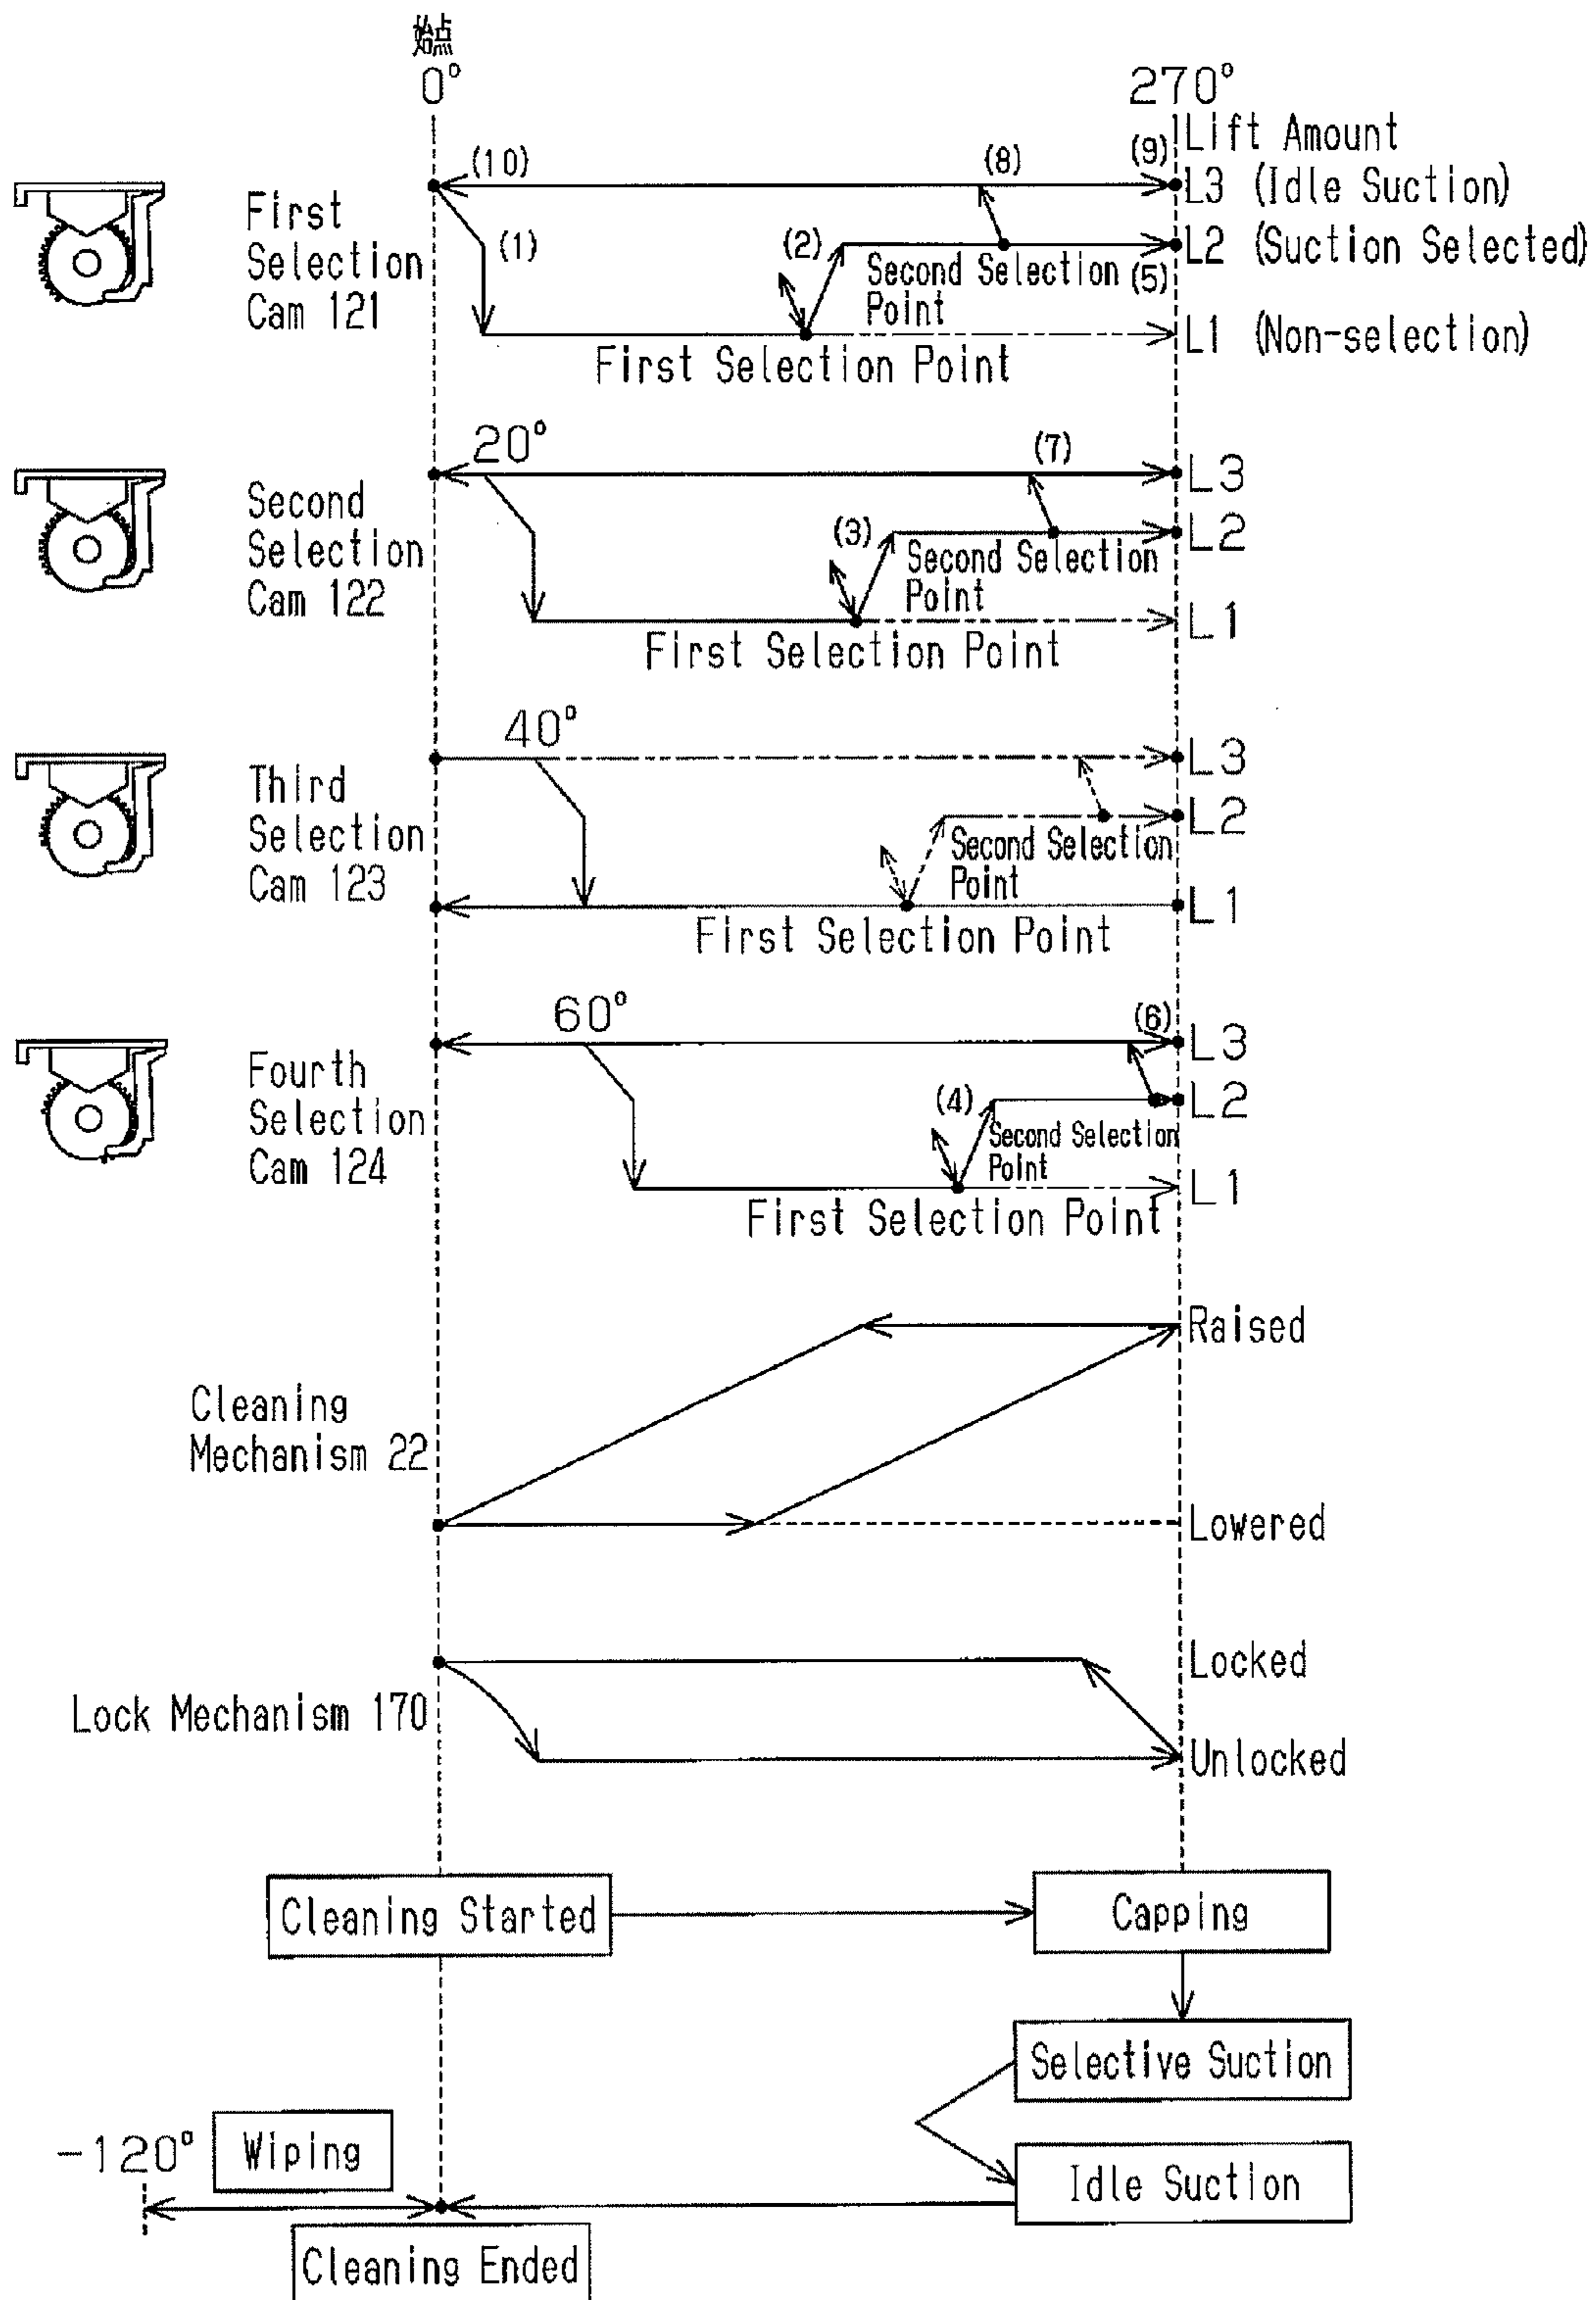 始点
0°
270°
Lift Amount
(10)
(8)
(9)
L3 (Idle Suction)
First
Selection
Cam 121
(1)
(2)
L2 (Suction Selected)
Second Selection
Point
(5)
L1 (Non-selection)
First Selection Point
20°
(7)
L3
Second
Selection
Cam 122
(3)
L2
Second Selection
Point
L1
First Selection Point
40°
L3
Third
Selection
Cam 123
L2
Second Selection
Point
L1
First Selection Point
60°
(6)
L3
Fourth
Selection
Cam 124
(4)
L2
Second Selection
Point
L1
First Selection Point
Raised
Cleaning
Mechanism 22
Lowered
Locked
Lock Mechanism 170
Unlocked
Cleaning Started
Capping
Selective Suction
-120°
Wiping
Idle Suction
Cleaning Ended